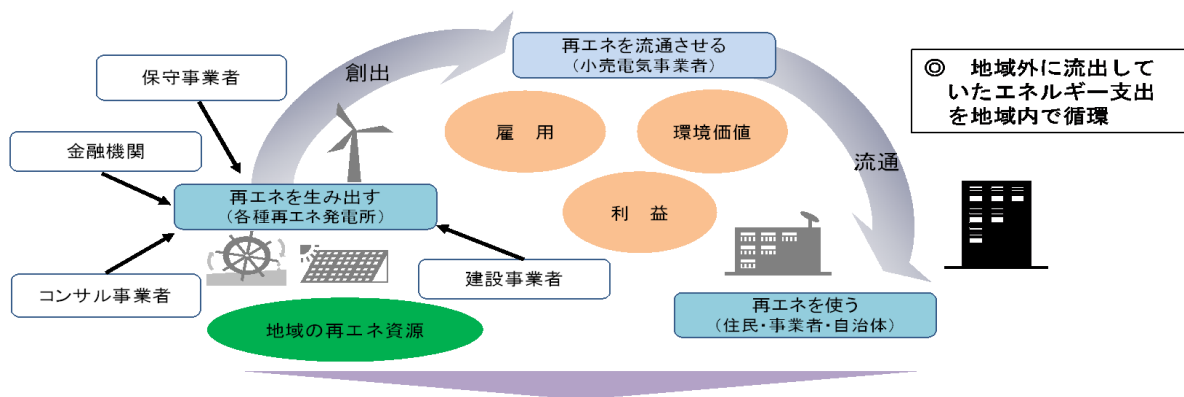 再エネを流通させる
(小売電気事業者)
保守事業者
創出
◎ 地域外に流出して
いたエネルギー支出
を地域内で循環
雇 用
環境価値
金融機関
流通
再エネを生み出す
(各種再エネ発電所)
利 益
コンサル事業者
建設事業者
再エネを使う
(住民・事業者・自治体)
地域の再エネ資源